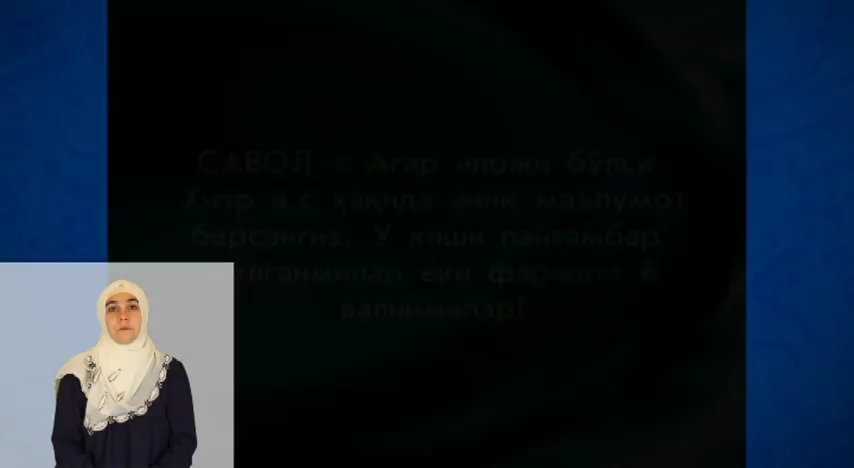 САВОЛ – Агар иложи бўлса
Хизр а.с ҳақида аниқ маълумот
берсангиз. У киши пайғамбар
ёки фаришта ё
валиймилар?